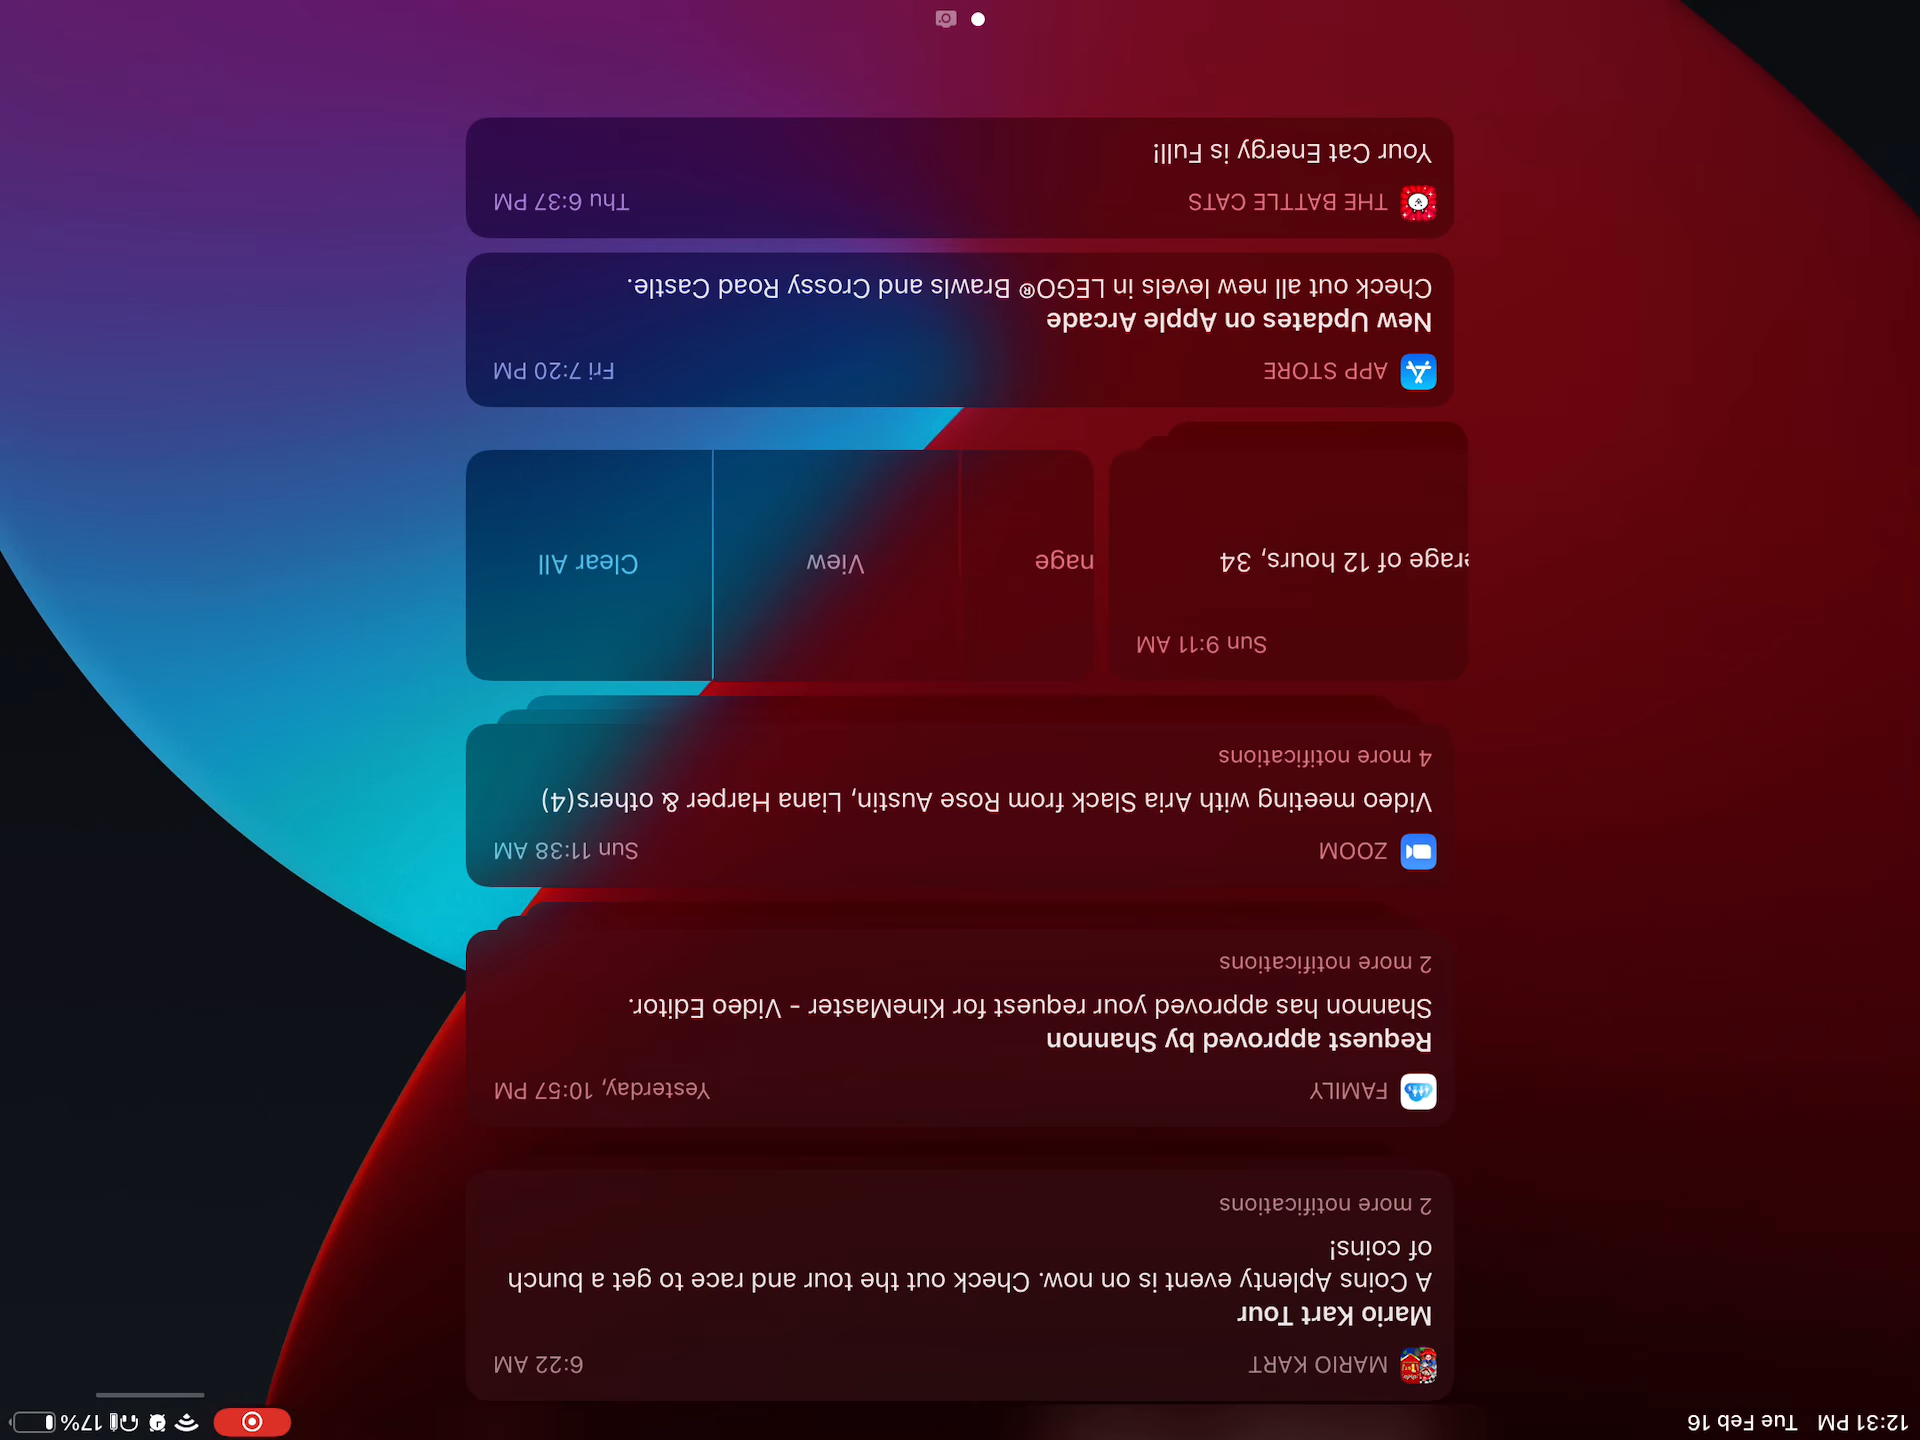 12:31 PM Tue Feb 16
17%
MARIO KART
6:22 AM
Mario Kart Tour
A Coins Aplenty event is on now. Check out the tour and race to get a bunch
of coins!
2 more notifications
FAMILY
Yesterday, 10:57 PM
Request approved by Shannon
Shannon has approved your request for KineMaster - Video Editor.
2 more notifications
ZOOM
Sun 11:38 AM
Video meeting with Aria Slack from Rose Austin, Liana Harper & others(4)
4 more notifications
Sun 9:11 AM
erage of 12 hours, 34
nage
View
Clear All
APP STORE
Fri 7:20 PM
New Updates on Apple Arcade
Check out all new levels in LEGO® Brawls and Crossy Road Castle.
THE BATTLE CATS
Thu 6:37 PM
Your Cat Energy is Full!